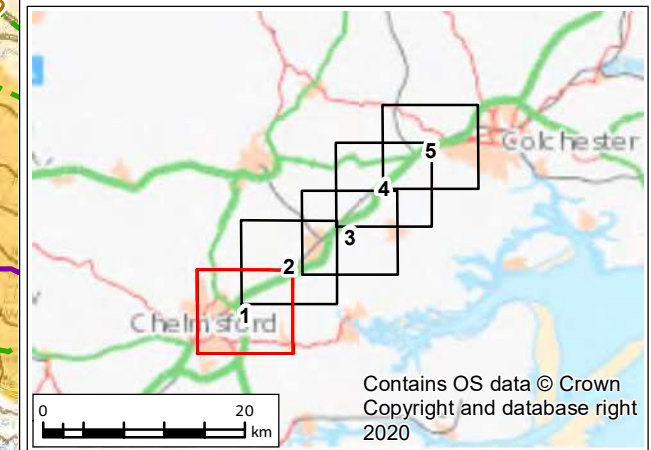 Colchester
5
4
3
2
1
Chelmsford
0 20
km
Contains OS data © Crown
Copyright and database right
2020